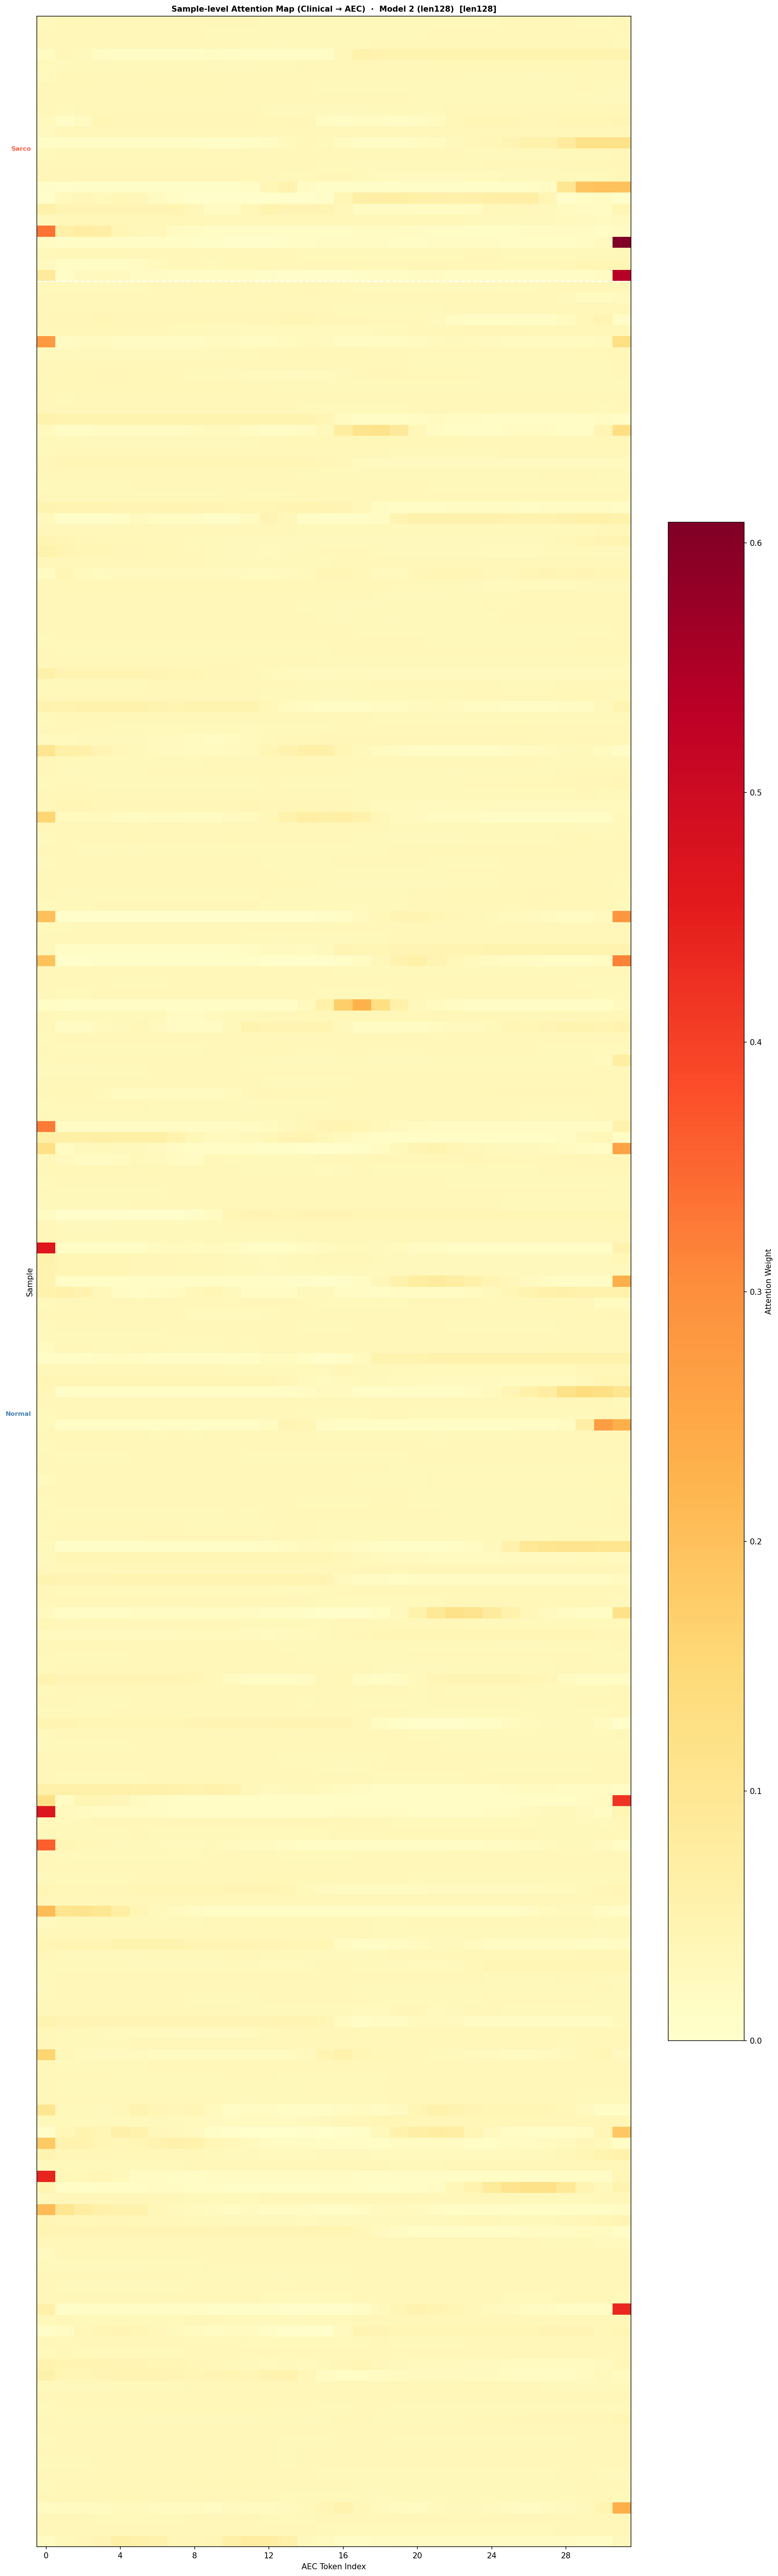 Sample-level Attention Map (Clinical → AEC)  ·  Model 2 (len128)  [len128]
Sarco
Normal
Sample
0
4
8
12
16
20
24
28
AEC Token Index
0.6
0.5
0.4
0.3
0.2
0.1
0.0
Attention Weight